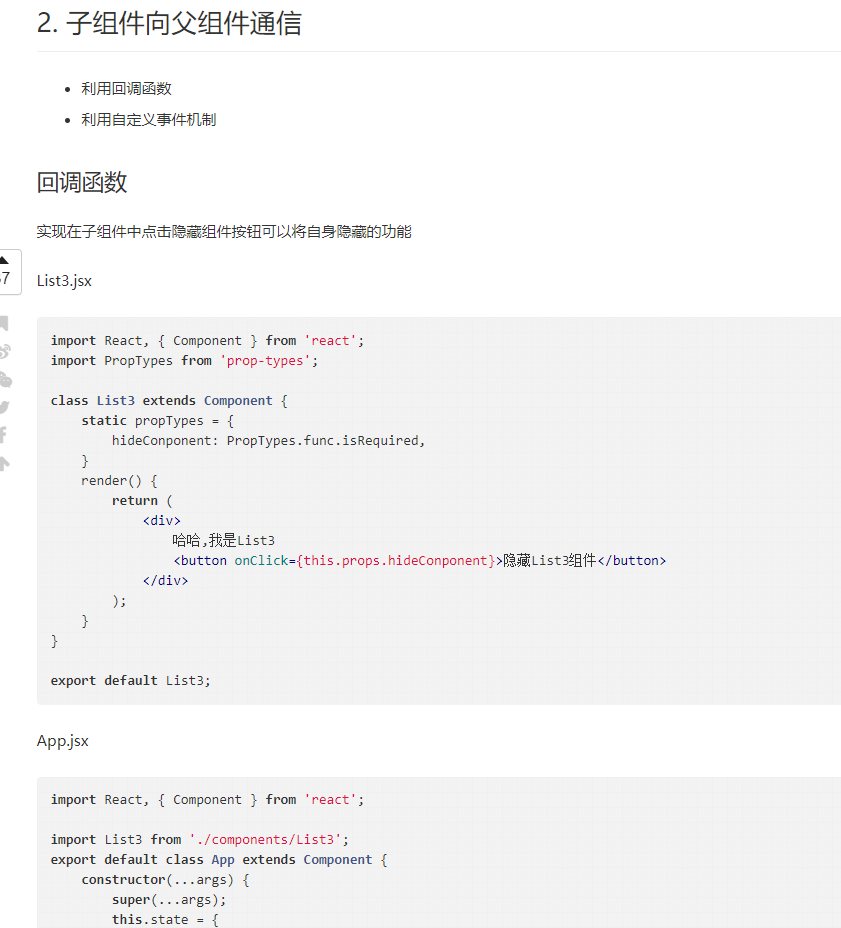 2. 子组件向父组件通信
利用回调函数
利用自定义事件机制
回调函数
实现在子组件中点击隐藏组件按钮可以将自身隐藏的功能
List3.jsx
import React, { Component } from 'react';
import PropTypes from 'prop-types';
class List3 extends Component {
static propTypes = {
hideConponent: PropTypes.func.isRequired,
}
render() {
return (
<div>
哈哈,我是List3
<button onClick={this.props.hideConponent}>隐藏List3组件</button>
</div>
);
}
}
export default List3;
App.jsx
import React, { Component } from 'react';
import List3 from './components/List3';
export default class App extends Component {
constructor(...args) {
super(...args);
this.state = {